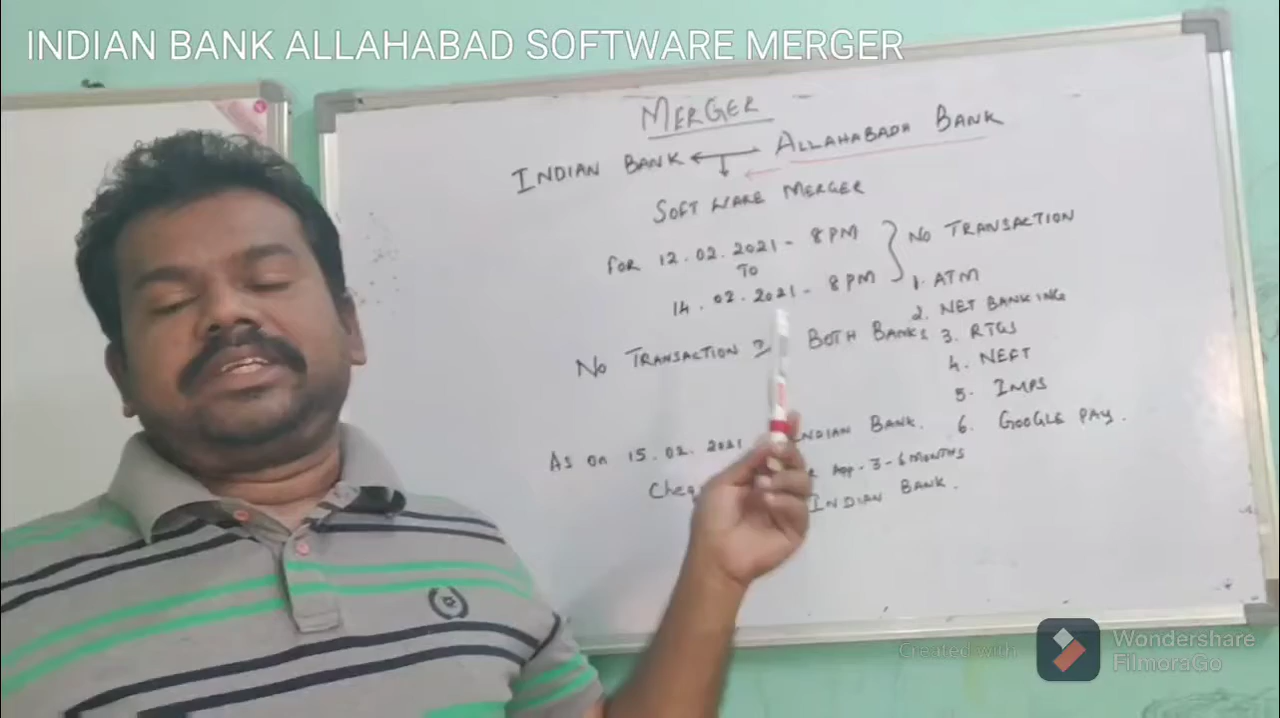 INDIAN BANK ALLAHABAD SOFTWARE MERGER
MERGER
INDIAN BANK ALLAHABADH BANK
SOFTWARE MERGER
FOR 12.02.2021 - 8PM
TO
14.02.2021 - 8PM
NO TRANSACTION
1. ATM
2. NET BANKING
3. RTGS
4. NEFT
5. IMPS
6. GOOGLE PAY.
NO TRANSACTION BOTH BANKS
AS ON 15.02.2021 INDIAN BANK.
App. 3-6 MONTHS
INDIAN BANK.
Created with
Wondershare
FilmoraGo